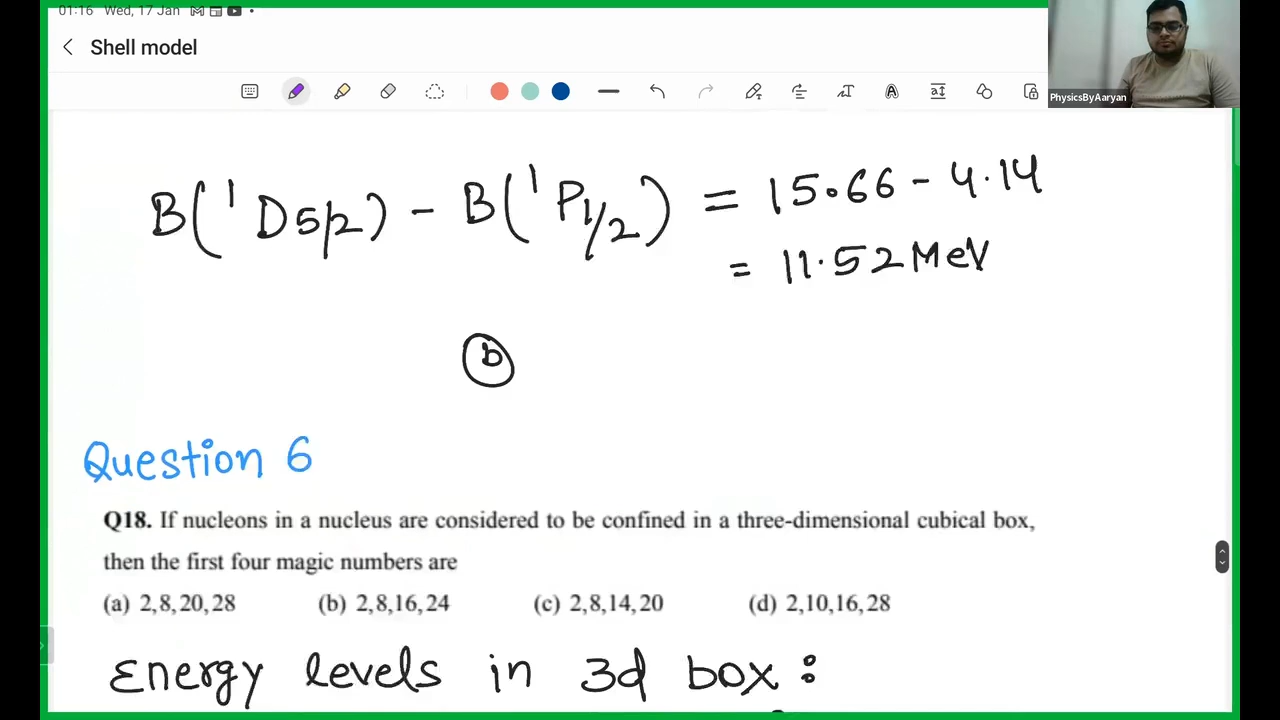 01:16 Wed, 17 Jan
Shell model
PhysicsByAaryan
B(¹D5/2) - B(¹P1/2) = 15.66 - 4.14
= 11.52 MeV
b
Question 6
Q18. If nucleons in a nucleus are considered to be confined in a three-dimensional cubical box,
then the first four magic numbers are
(a) 2,8,20,28 (b) 2,8,16,24 (c) 2,8,14,20 (d) 2,10,16,28
Energy levels in 3d box :